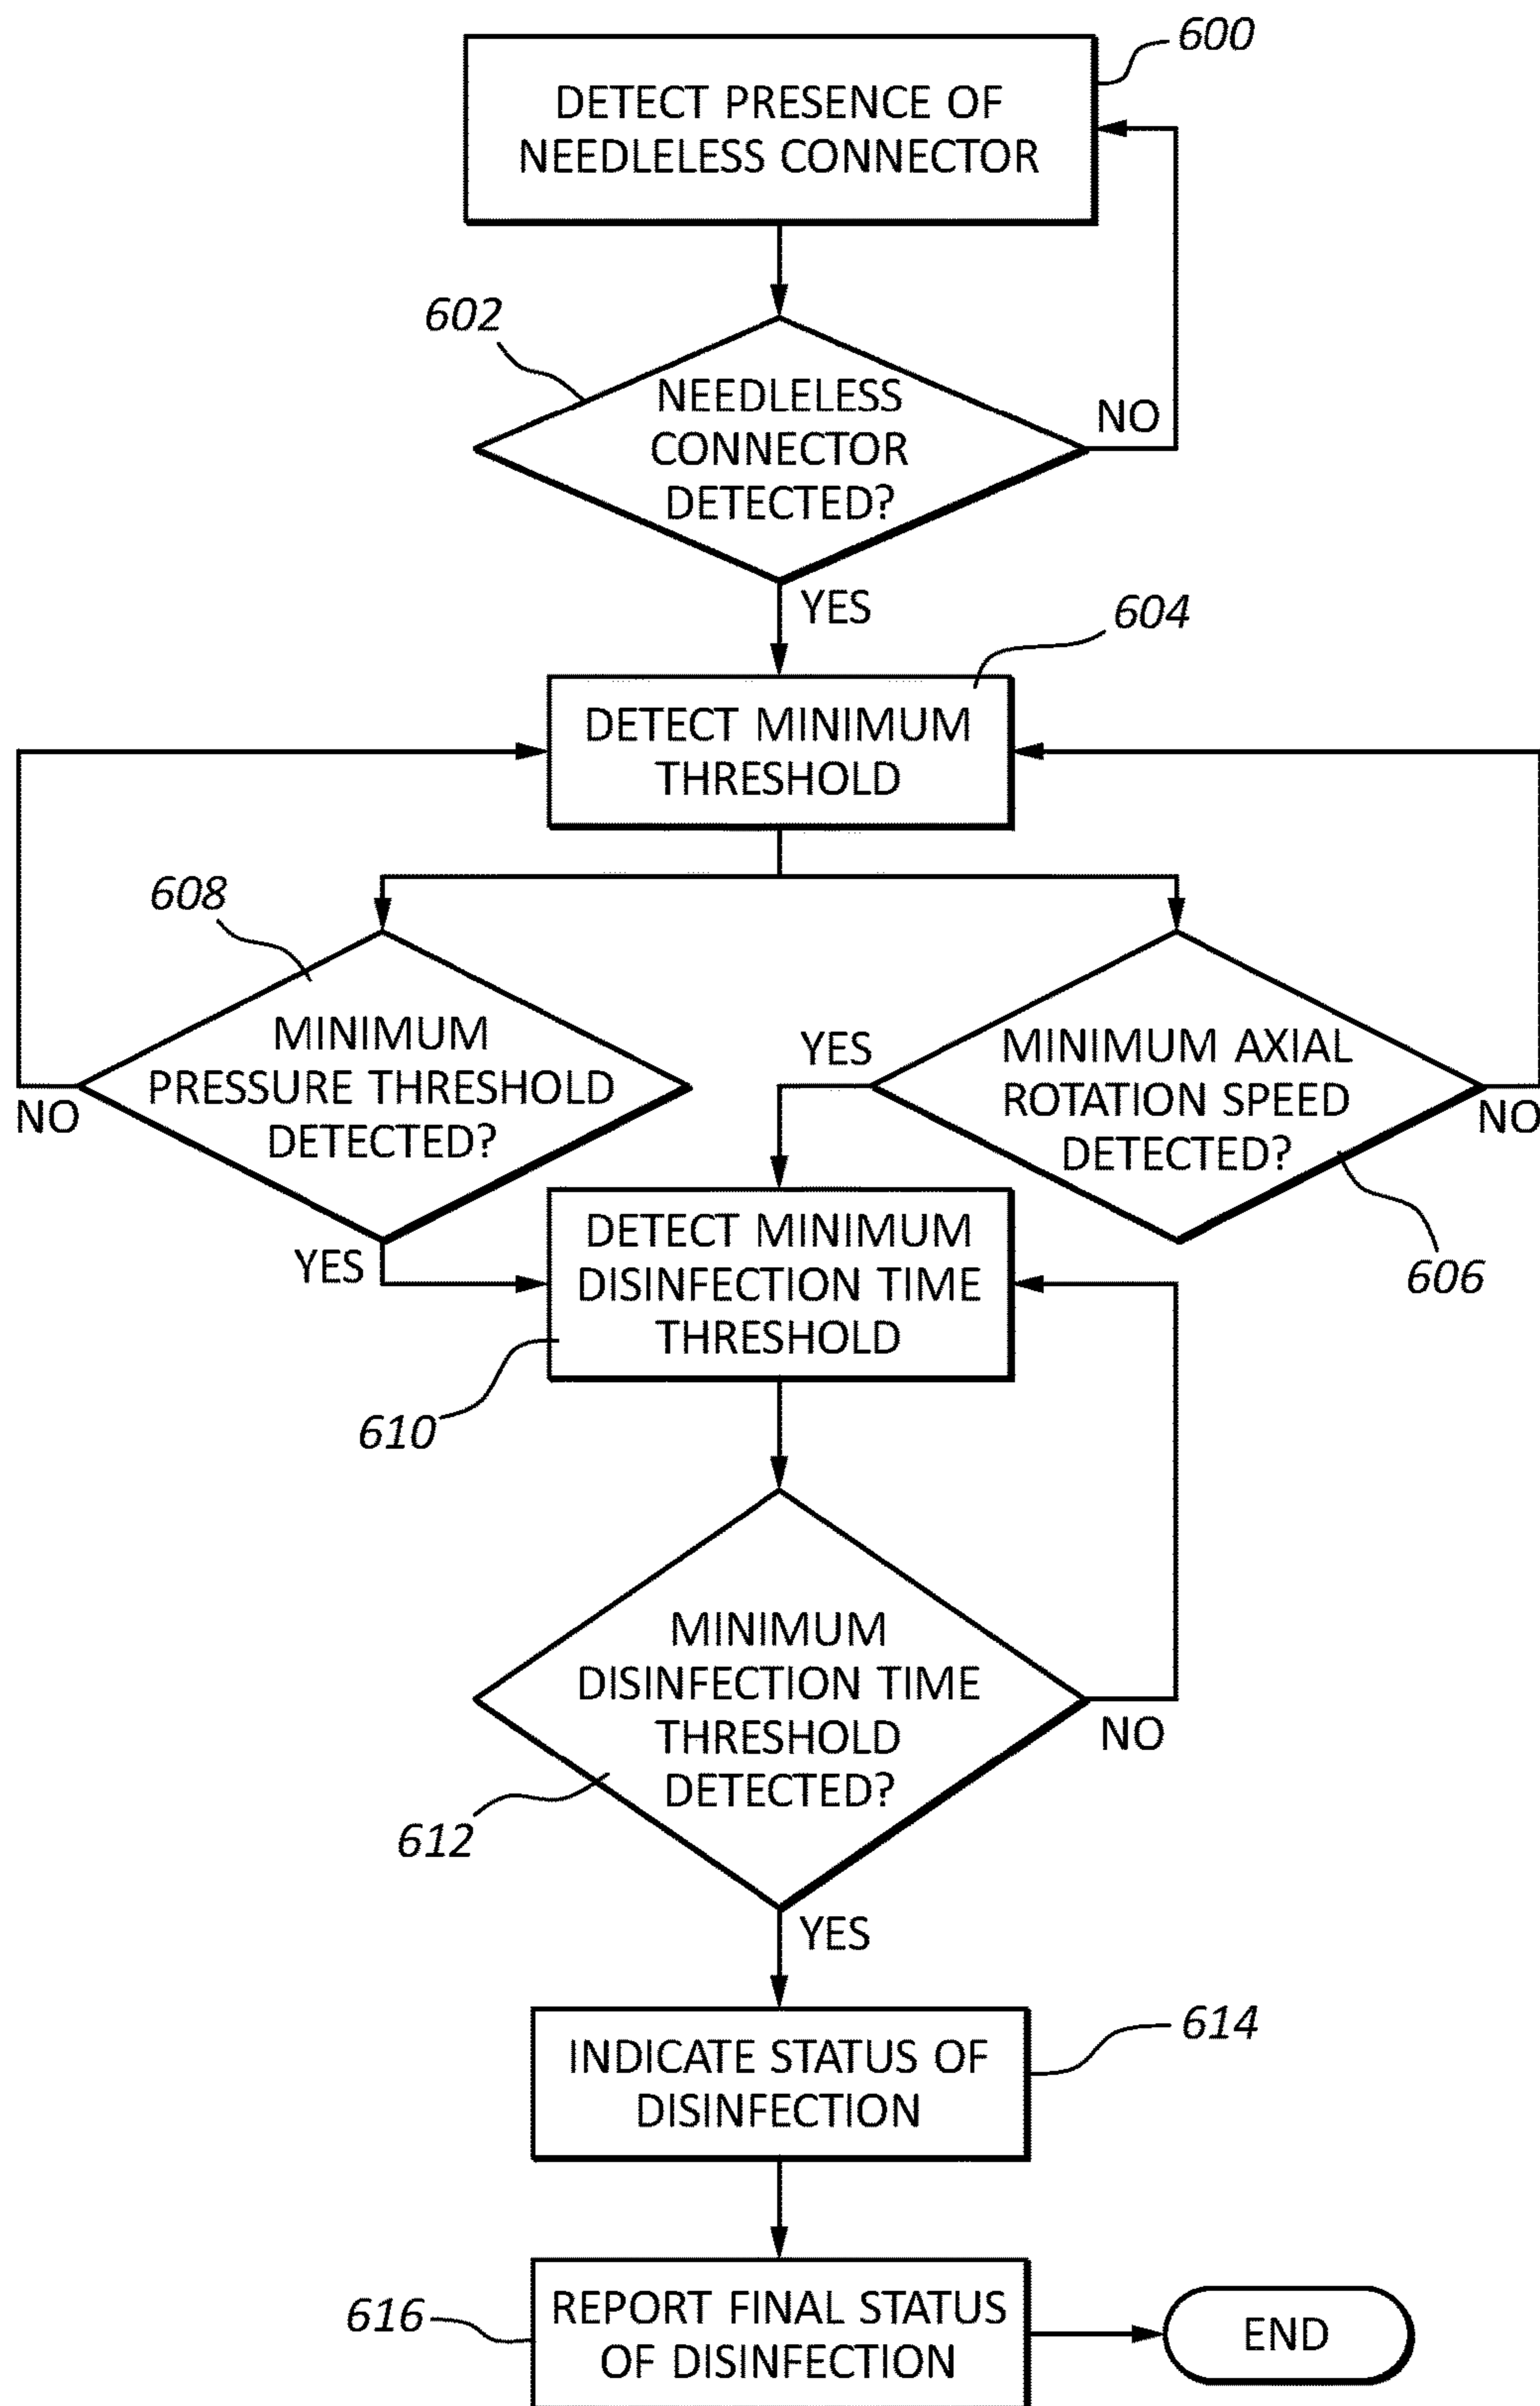 600
DETECT PRESENCE OF
NEEDLELESS CONNECTOR
602
NEEDLELESS
CONNECTOR
DETECTED?
NO
YES
604
DETECT MINIMUM
THRESHOLD
608
MINIMUM
PRESSURE THRESHOLD
DETECTED?
NO
YES
YES
MINIMUM AXIAL
ROTATION SPEED
DETECTED?
NO
606
DETECT MINIMUM
DISINFECTION TIME
THRESHOLD
610
MINIMUM
DISINFECTION TIME
THRESHOLD
DETECTED?
NO
612
YES
614
INDICATE STATUS OF
DISINFECTION
616
REPORT FINAL STATUS
OF DISINFECTION
END